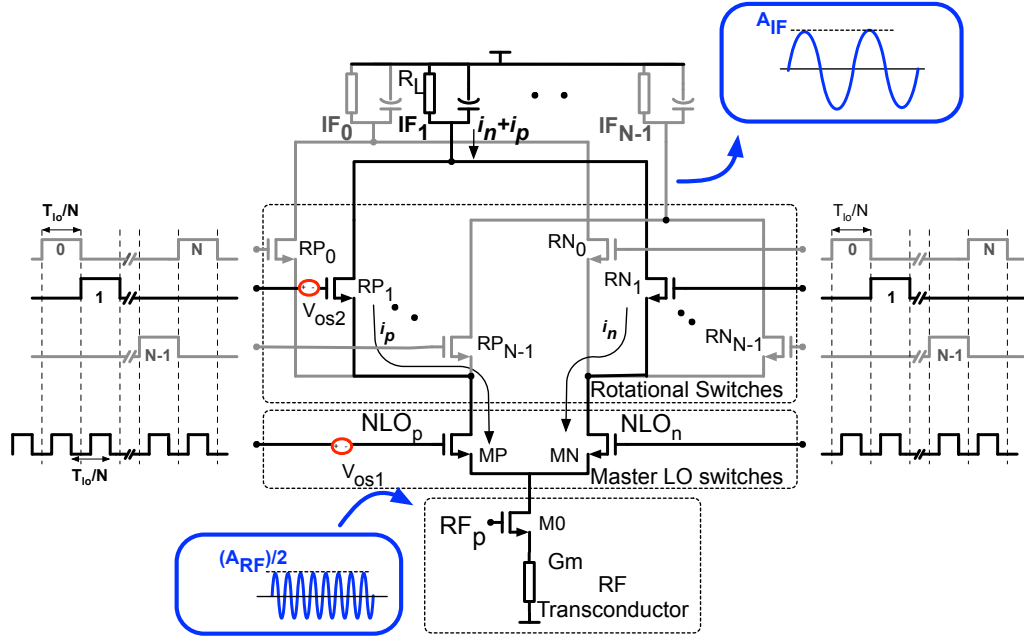 A_IF
R_L
IF_0
IF_1
i_n+i_p
IF_N-1
T_lo/N
0
N
1
N-1
T_lo/N
RP_0
RP_1
V_os2
i_p
RP_N-1
RN_0
RN_1
i_n
RN_N-1
Rotational Switches
T_lo/N
0
N
1
N-1
NLO_p
NLO_n
MP
MN
V_os1
Master LO switches
RF_p
M0
Gm
RF
Transconductor
(A_RF)/2